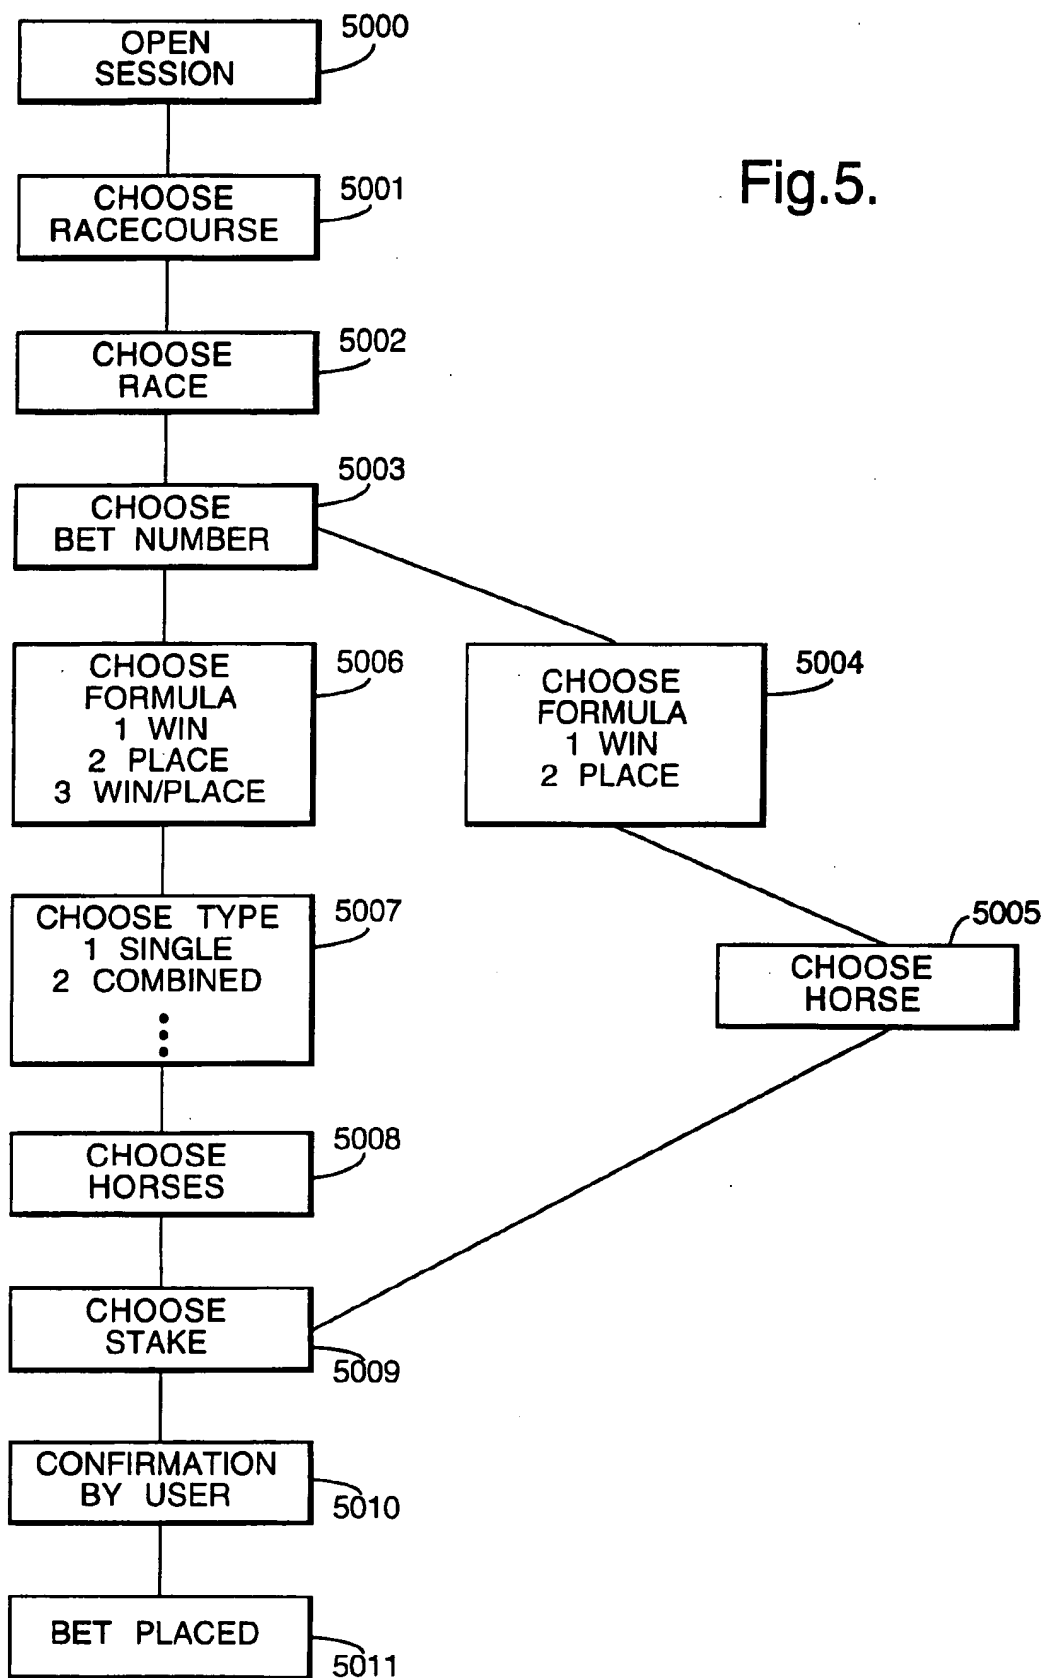 5000
OPEN
SESSION
Fig.5.
5001
CHOOSE
RACECOURSE
5002
CHOOSE
RACE
5003
CHOOSE
BET NUMBER
5006
CHOOSE
FORMULA
1 WIN
2 PLACE
3 WIN/PLACE
5004
CHOOSE
FORMULA
1 WIN
2 PLACE
5007
CHOOSE TYPE
1 SINGLE
2 COMBINED
5005
CHOOSE
HORSE
5008
CHOOSE
HORSES
CHOOSE
STAKE
5009
CONFIRMATION
BY USER
5010
BET PLACED
5011